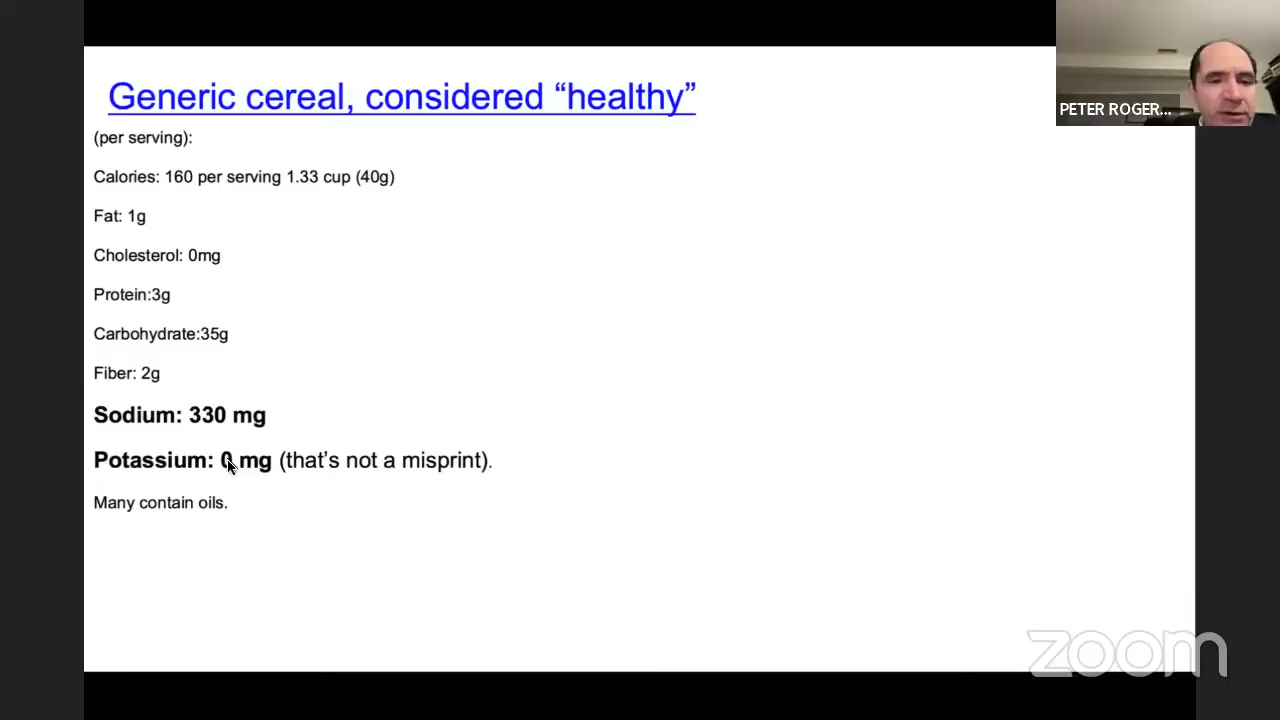 Generic cereal, considered “healthy”
(per serving):
Calories: 160 per serving 1.33 cup (40g)
Fat: 1g
Cholesterol: 0mg
Protein:3g
Carbohydrate:35g
Fiber: 2g
Sodium: 330 mg
Potassium: 0 mg (that’s not a misprint).
Many contain oils.
PETER ROGER...
zoom